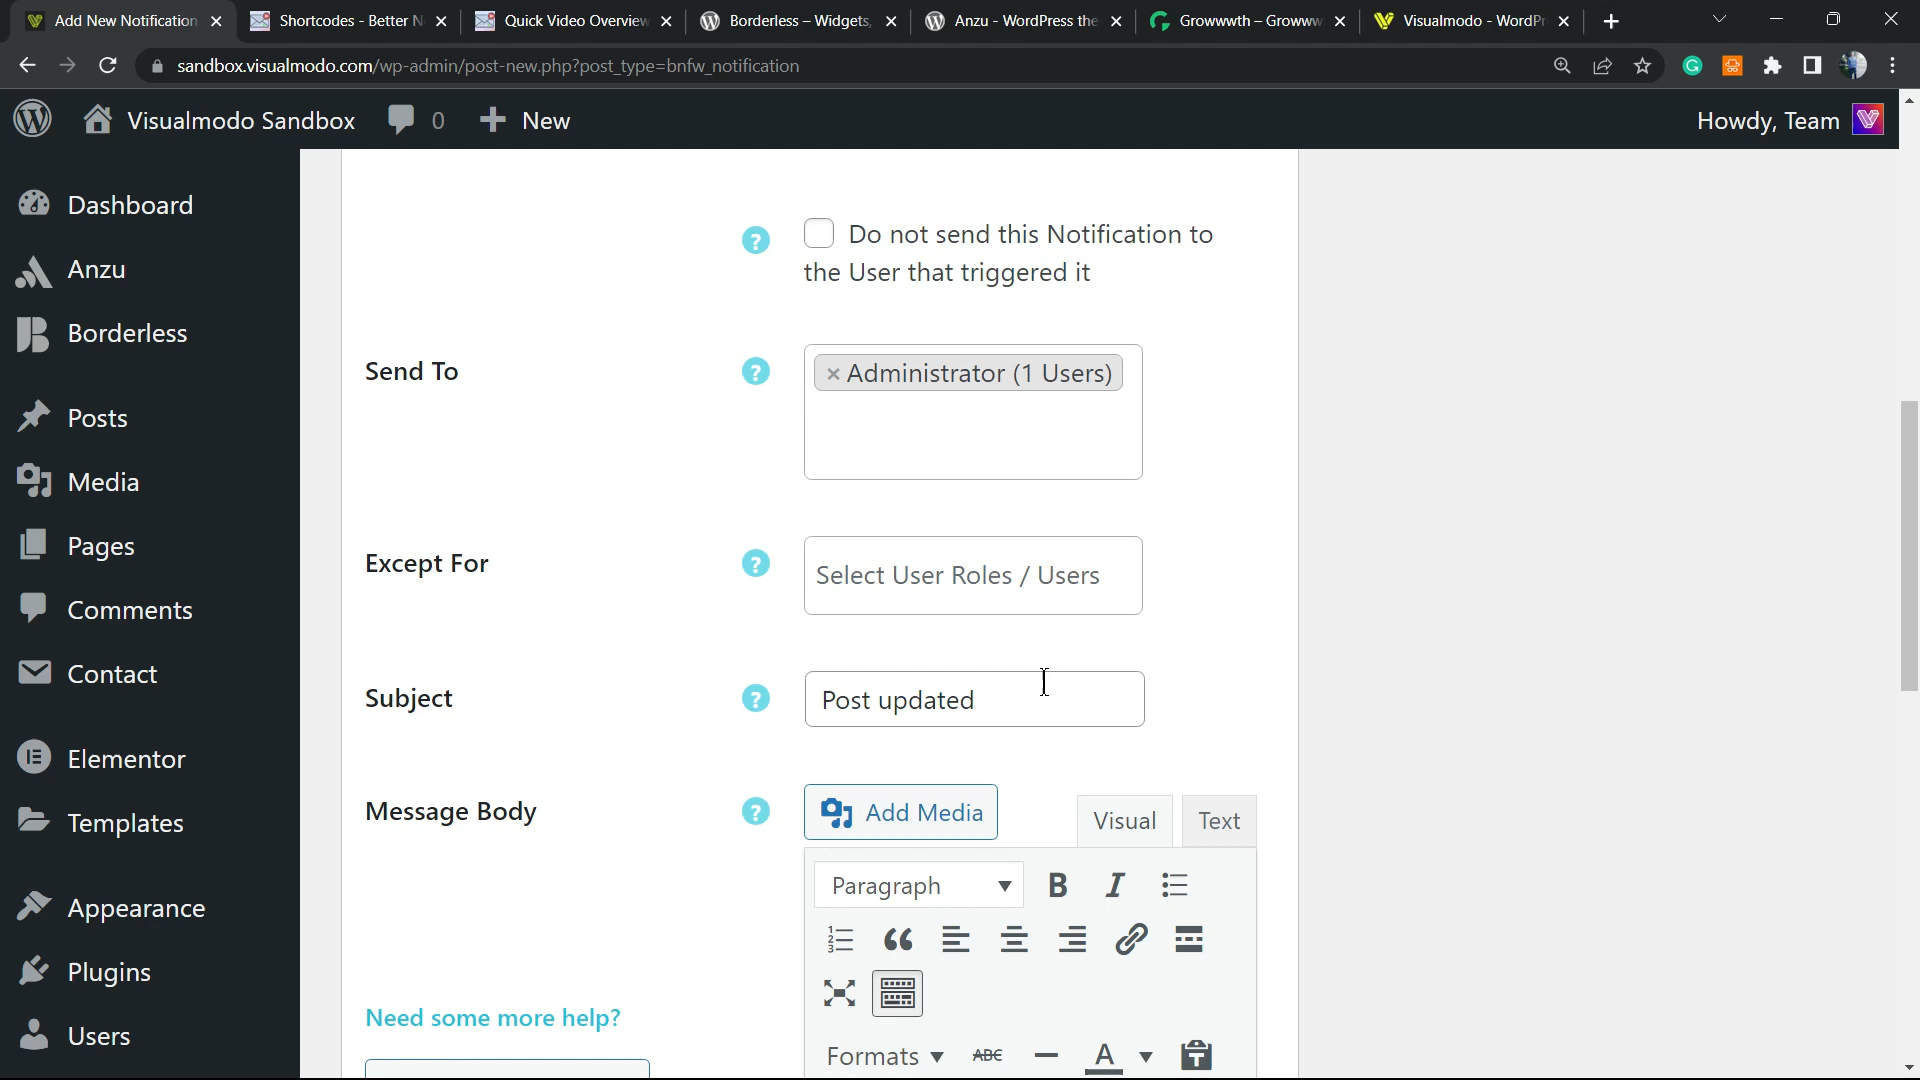 Add New Notification
Shortcodes - Better N
Quick Video Overview
Borderless – Widgets,
Anzu - WordPress the
Growwwth – Growww
Visualmodo - WordPr
sandbox.visualmodo.com/wp-admin/post-new.php?post_type=bnfw_notification
Visualmodo Sandbox
0
New
Howdy, Team
Dashboard
Anzu
Borderless
Posts
Media
Pages
Comments
Contact
Elementor
Templates
Appearance
Plugins
Users
? Do not send this Notification to
the User that triggered it
Send To ? × Administrator (1 Users)
Except For ? Select User Roles / Users
Subject ? Post updated
Message Body ? Add Media Visual Text
Paragraph B I
Need some more help?
Formats ABC A T